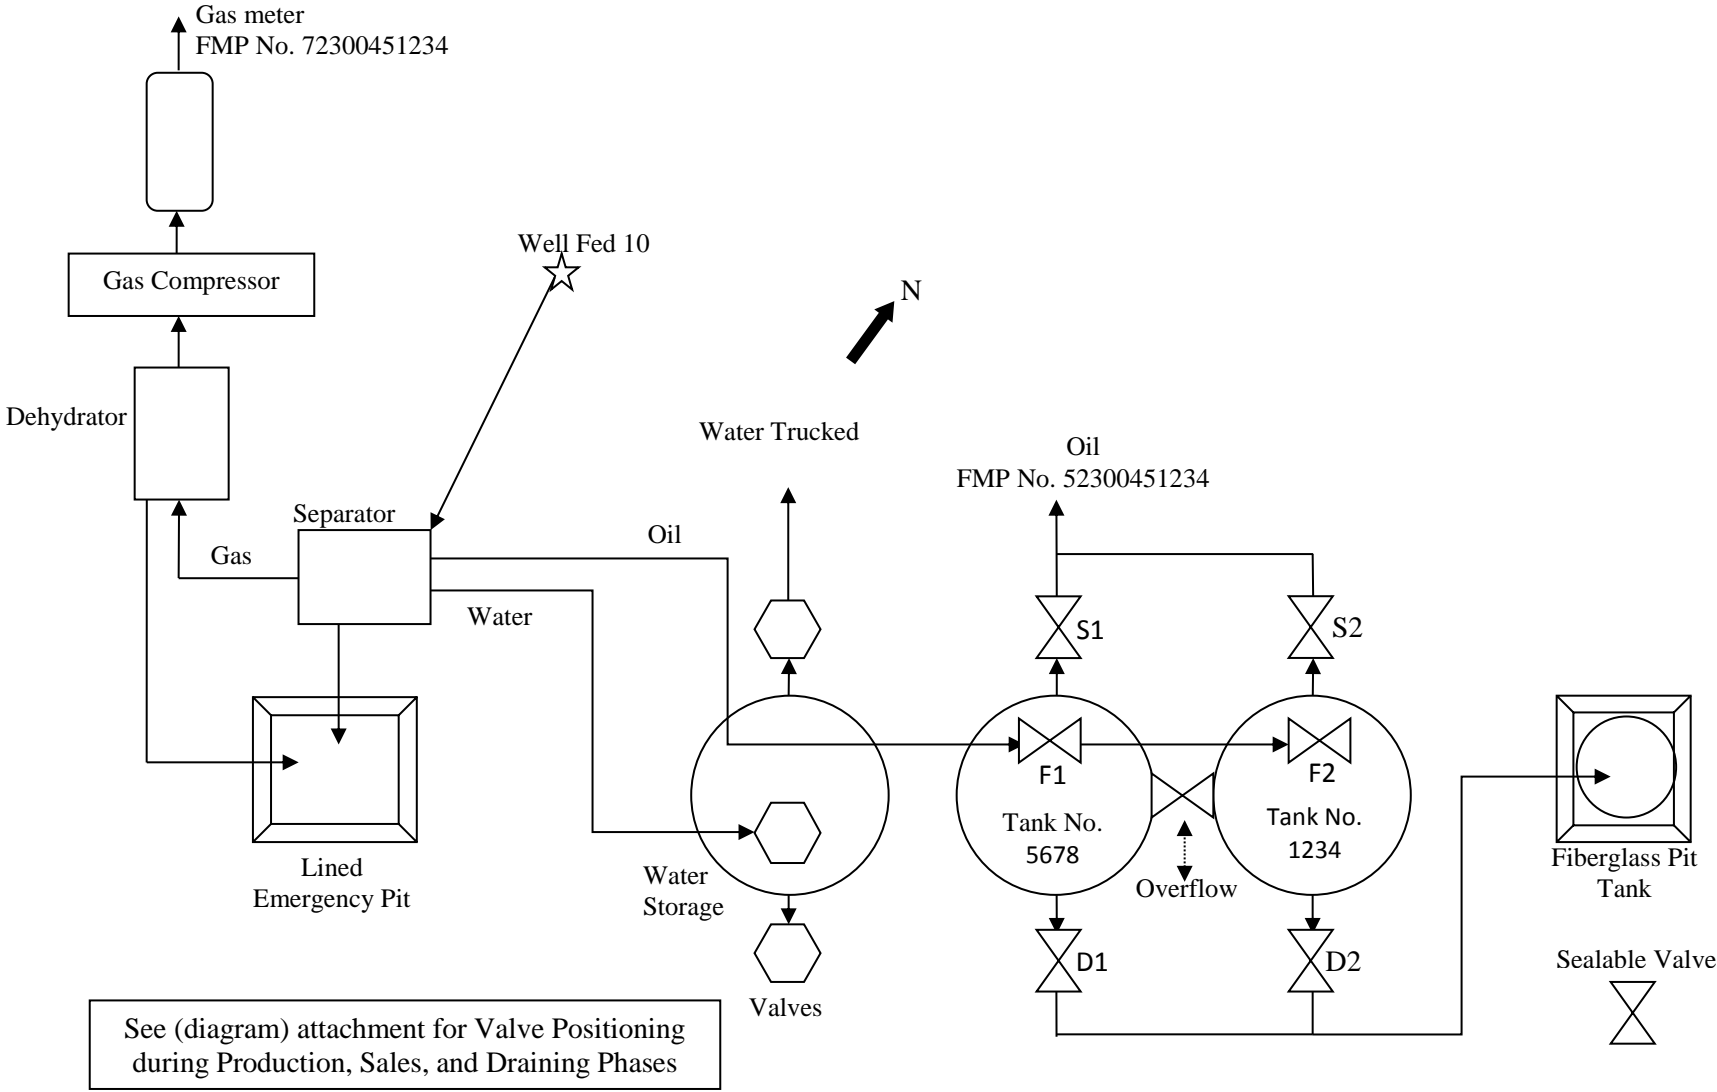 Gas meter
FMP No. 72300451234
Well Fed 10
Gas Compressor
N
Dehydrator
Water Trucked
Oil
FMP No. 52300451234
Separator
Oil
Gas
Water
S1
S2
F1
F2
Tank No.
5678
Tank No.
1234
Lined
Emergency Pit
Water
Storage
Overflow
Fiberglass Pit
Tank
D1
D2
Sealable Valve
Valves
See (diagram) attachment for Valve Positioning
during Production, Sales, and Draining Phases